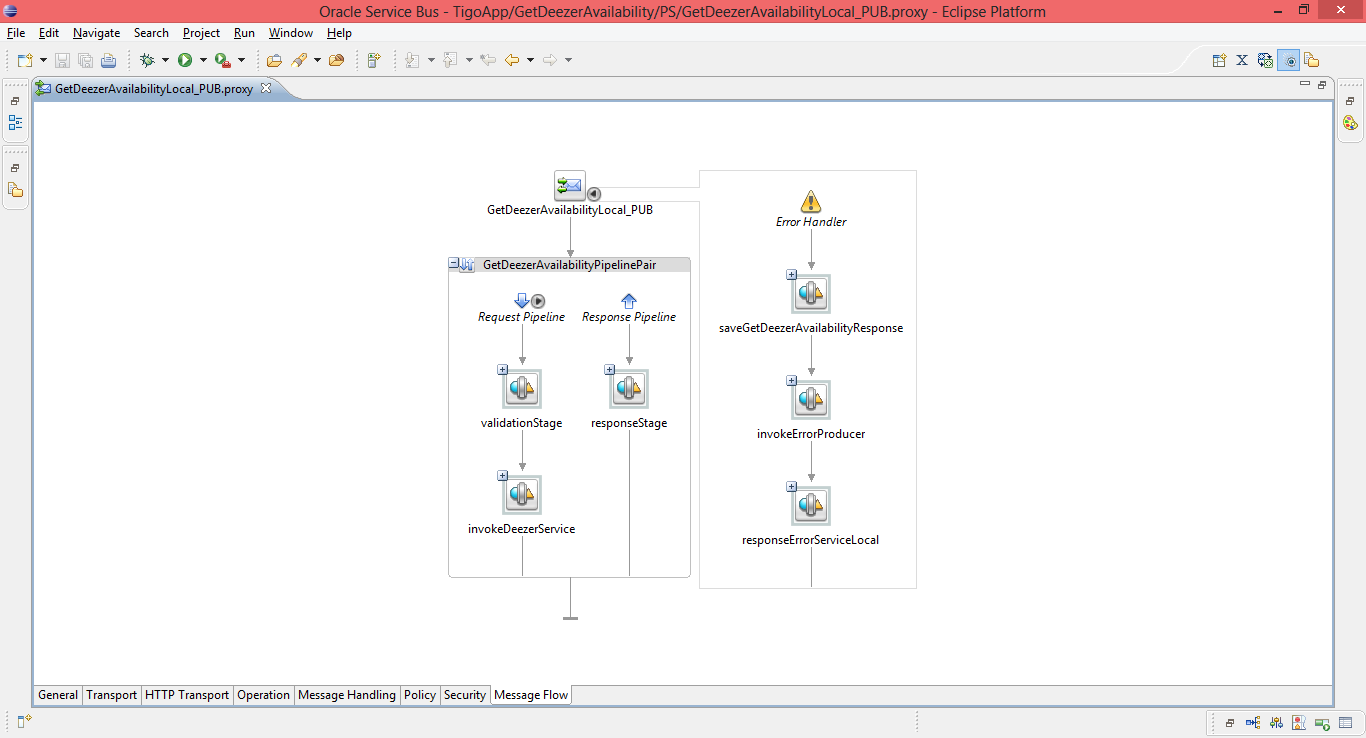 Oracle Service Bus - TigoApp/GetDeezerAvailability/PS/GetDeezerAvailabilityLocal_PUB.proxy - Eclipse Platform
File Edit Navigate Search Project Run Window Help
GetDeezerAvailabilityLocal_PUB.proxy
GetDeezerAvailabilityLocal_PUB
GetDeezerAvailabilityPipelinePair
Request Pipeline
Response Pipeline
validationStage
responseStage
invokeDeezerService
Error Handler
saveGetDeezerAvailabilityResponse
invokeErrorProducer
responseErrorServiceLocal
General Transport HTTP Transport Operation Message Handling Policy Security Message Flow